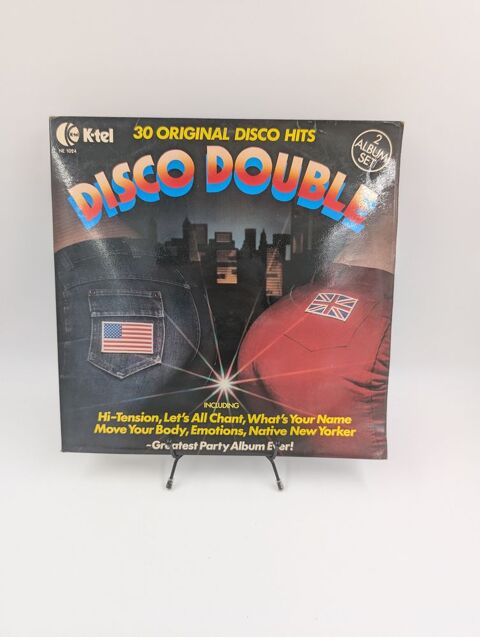 K-tel
NE 1024
30 ORIGINAL DISCO HITS
2
ALBUM
SET
DISCO DOUBLE
INCLUDING
Hi-Tension, Let's All Chant, What's Your Name
Move Your Body, Emotions, Native New Yorker
~Greatest Party Album Ever!